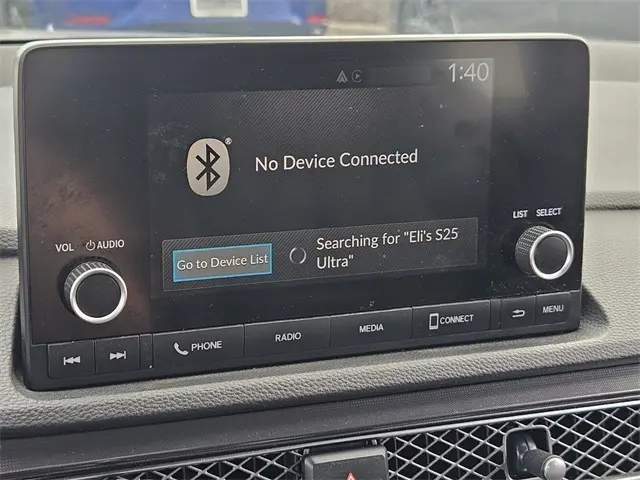 1:40
®
No Device Connected
LIST SELECT
VOL AUDIO
Go to Device List
Searching for "Eli's S25
Ultra"
PHONE
RADIO
MEDIA
CONNECT
MENU